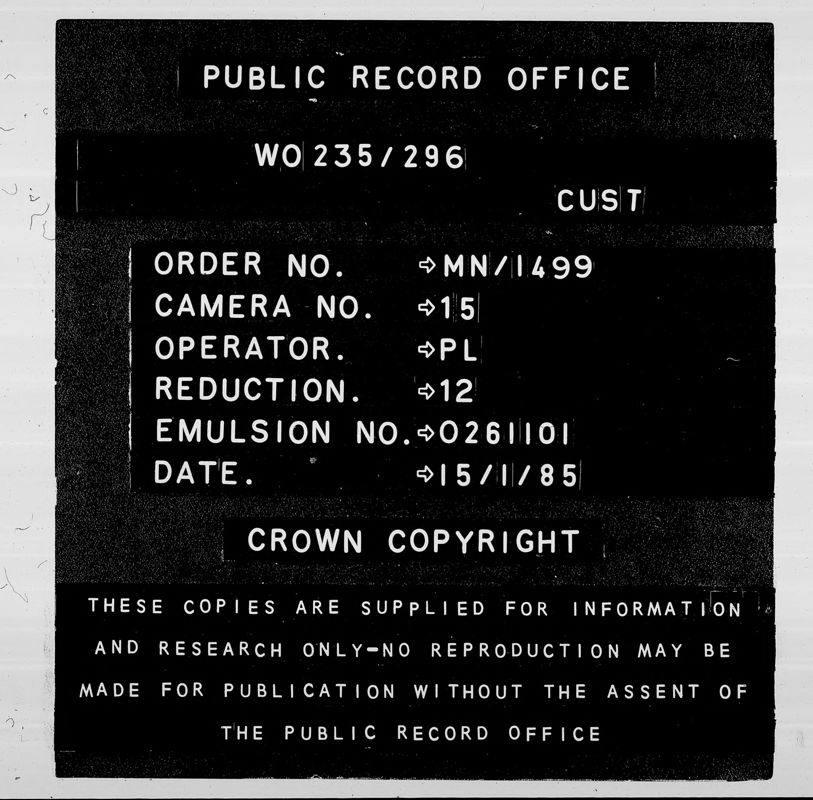 PUBLIC RECORD OFFICE
WO 235/296
CUST
ORDER NO. ⇨MN/1499
CAMERA NO. ⇨15
OPERATOR. ⇨PL
REDUCTION. ⇨12
EMULSION NO. ⇨0261101
DATE. ⇨15/1/85
CROWN COPYRIGHT
THESE COPIES ARE SUPPLIED FOR INFORMATION
AND RESEARCH ONLY-NO REPRODUCTION MAY BE
MADE FOR PUBLICATION WITHOUT THE ASSENT OF
THE PUBLIC RECORD OFFICE